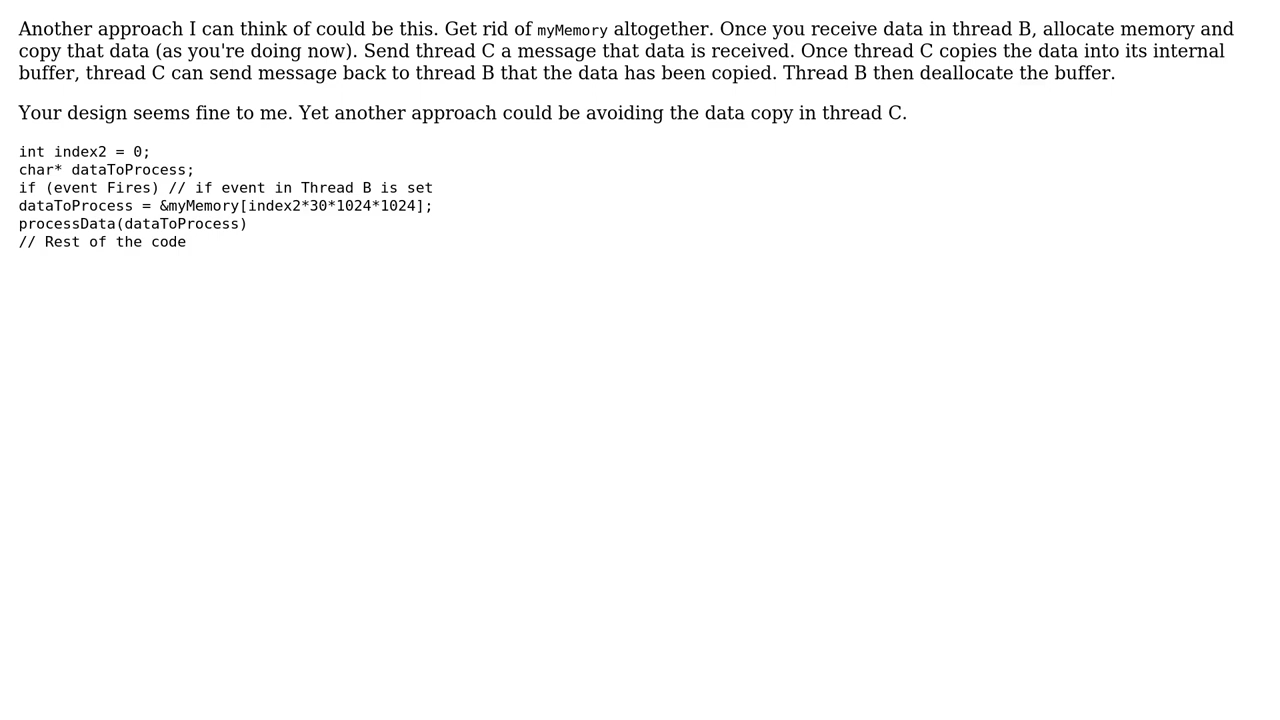 Another approach I can think of could be this. Get rid of myMemory altogether. Once you receive data in thread B, allocate memory and
copy that data (as you're doing now). Send thread C a message that data is received. Once thread C copies the data into its internal
buffer, thread C can send message back to thread B that the data has been copied. Thread B then deallocate the buffer.
Your design seems fine to me. Yet another approach could be avoiding the data copy in thread C.
int index2 = 0;
char* dataToProcess;
if (event Fires) // if event in Thread B is set
dataToProcess = &myMemory[index2*30*1024*1024];
processData(dataToProcess)
// Rest of the code